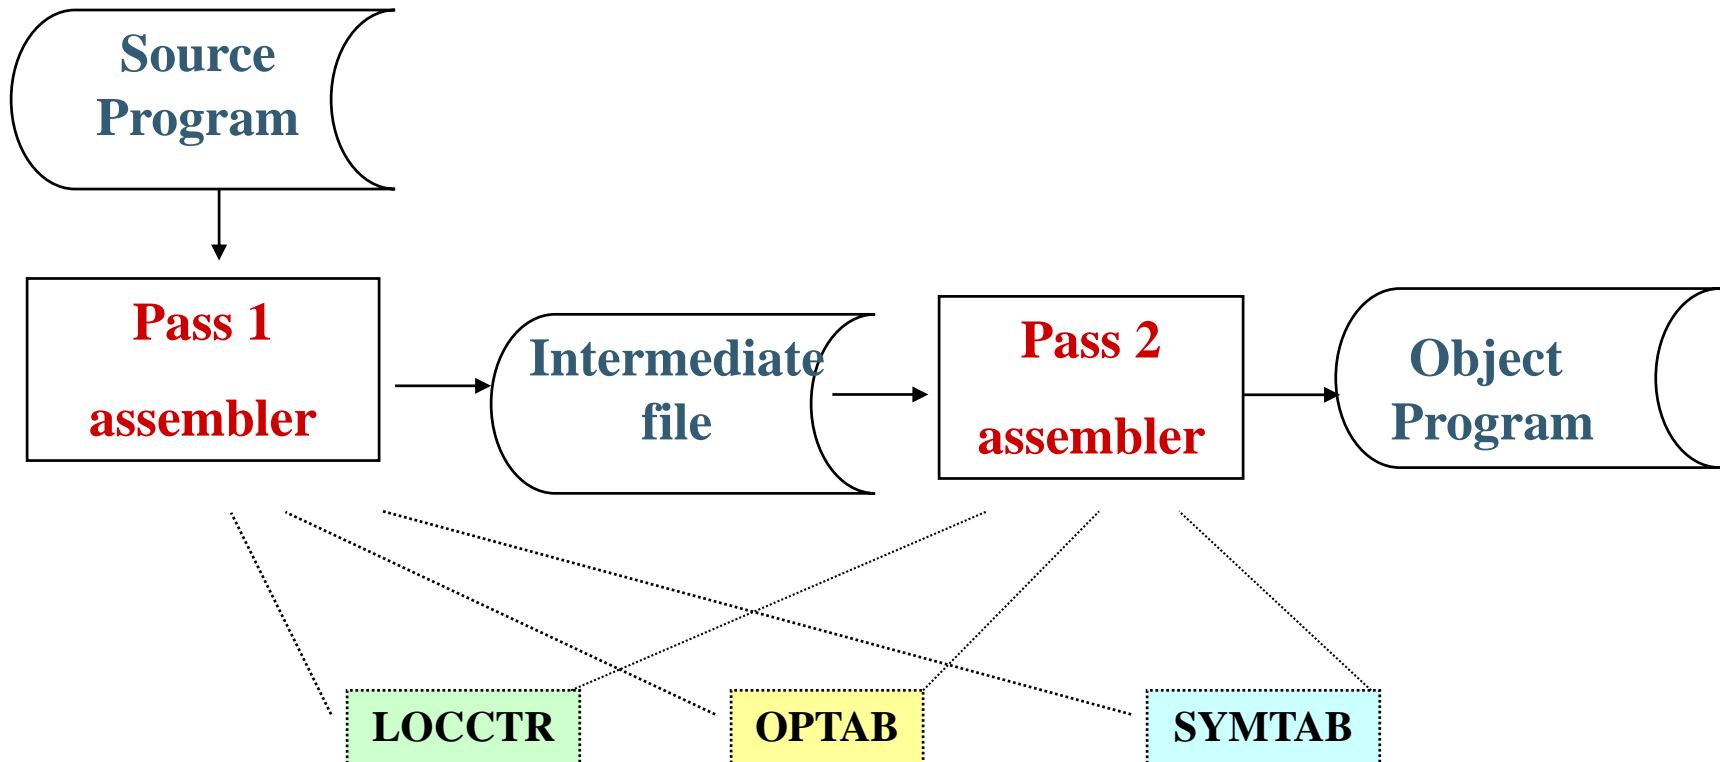 Source
Program
Pass 1
assembler
Intermediate
file
Pass 2
assembler
Object
Program
LOCCTR
OPTAB
SYMTAB